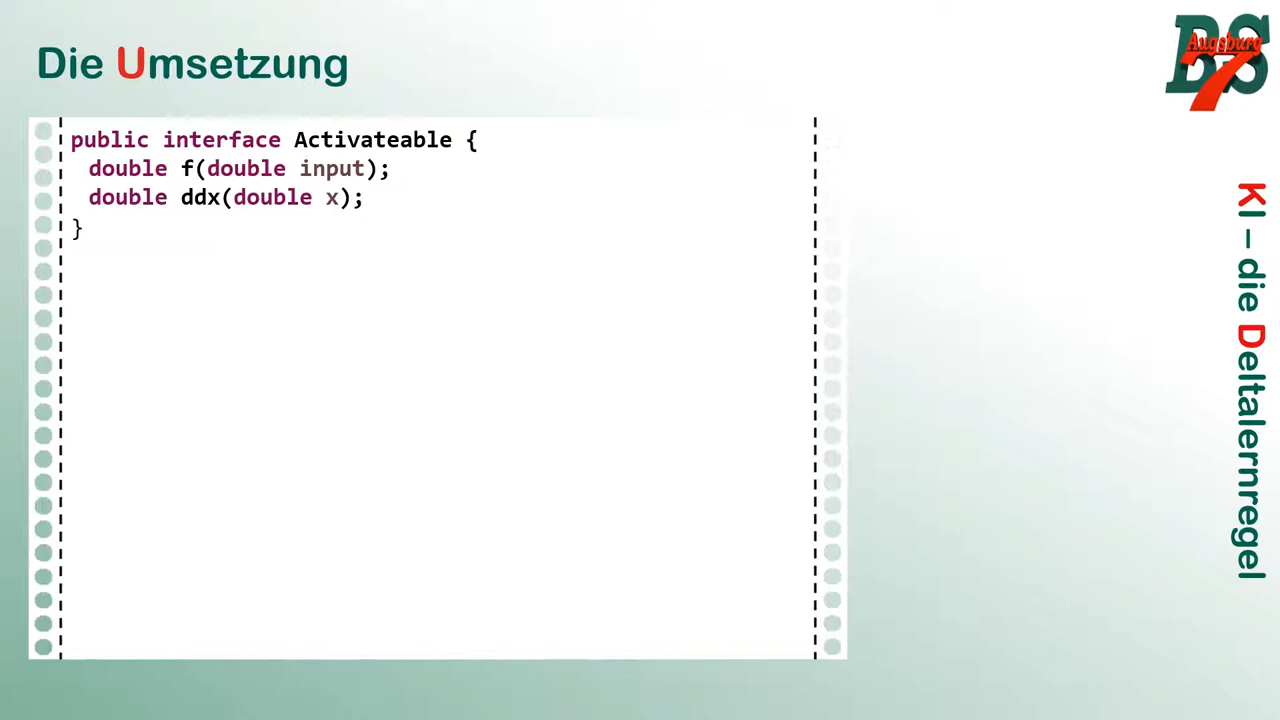 Die Umsetzung
public interface Activateable {
double f(double input);
double ddx(double x);
}
BS
Augsburg
7
KI – die Deltalernregel